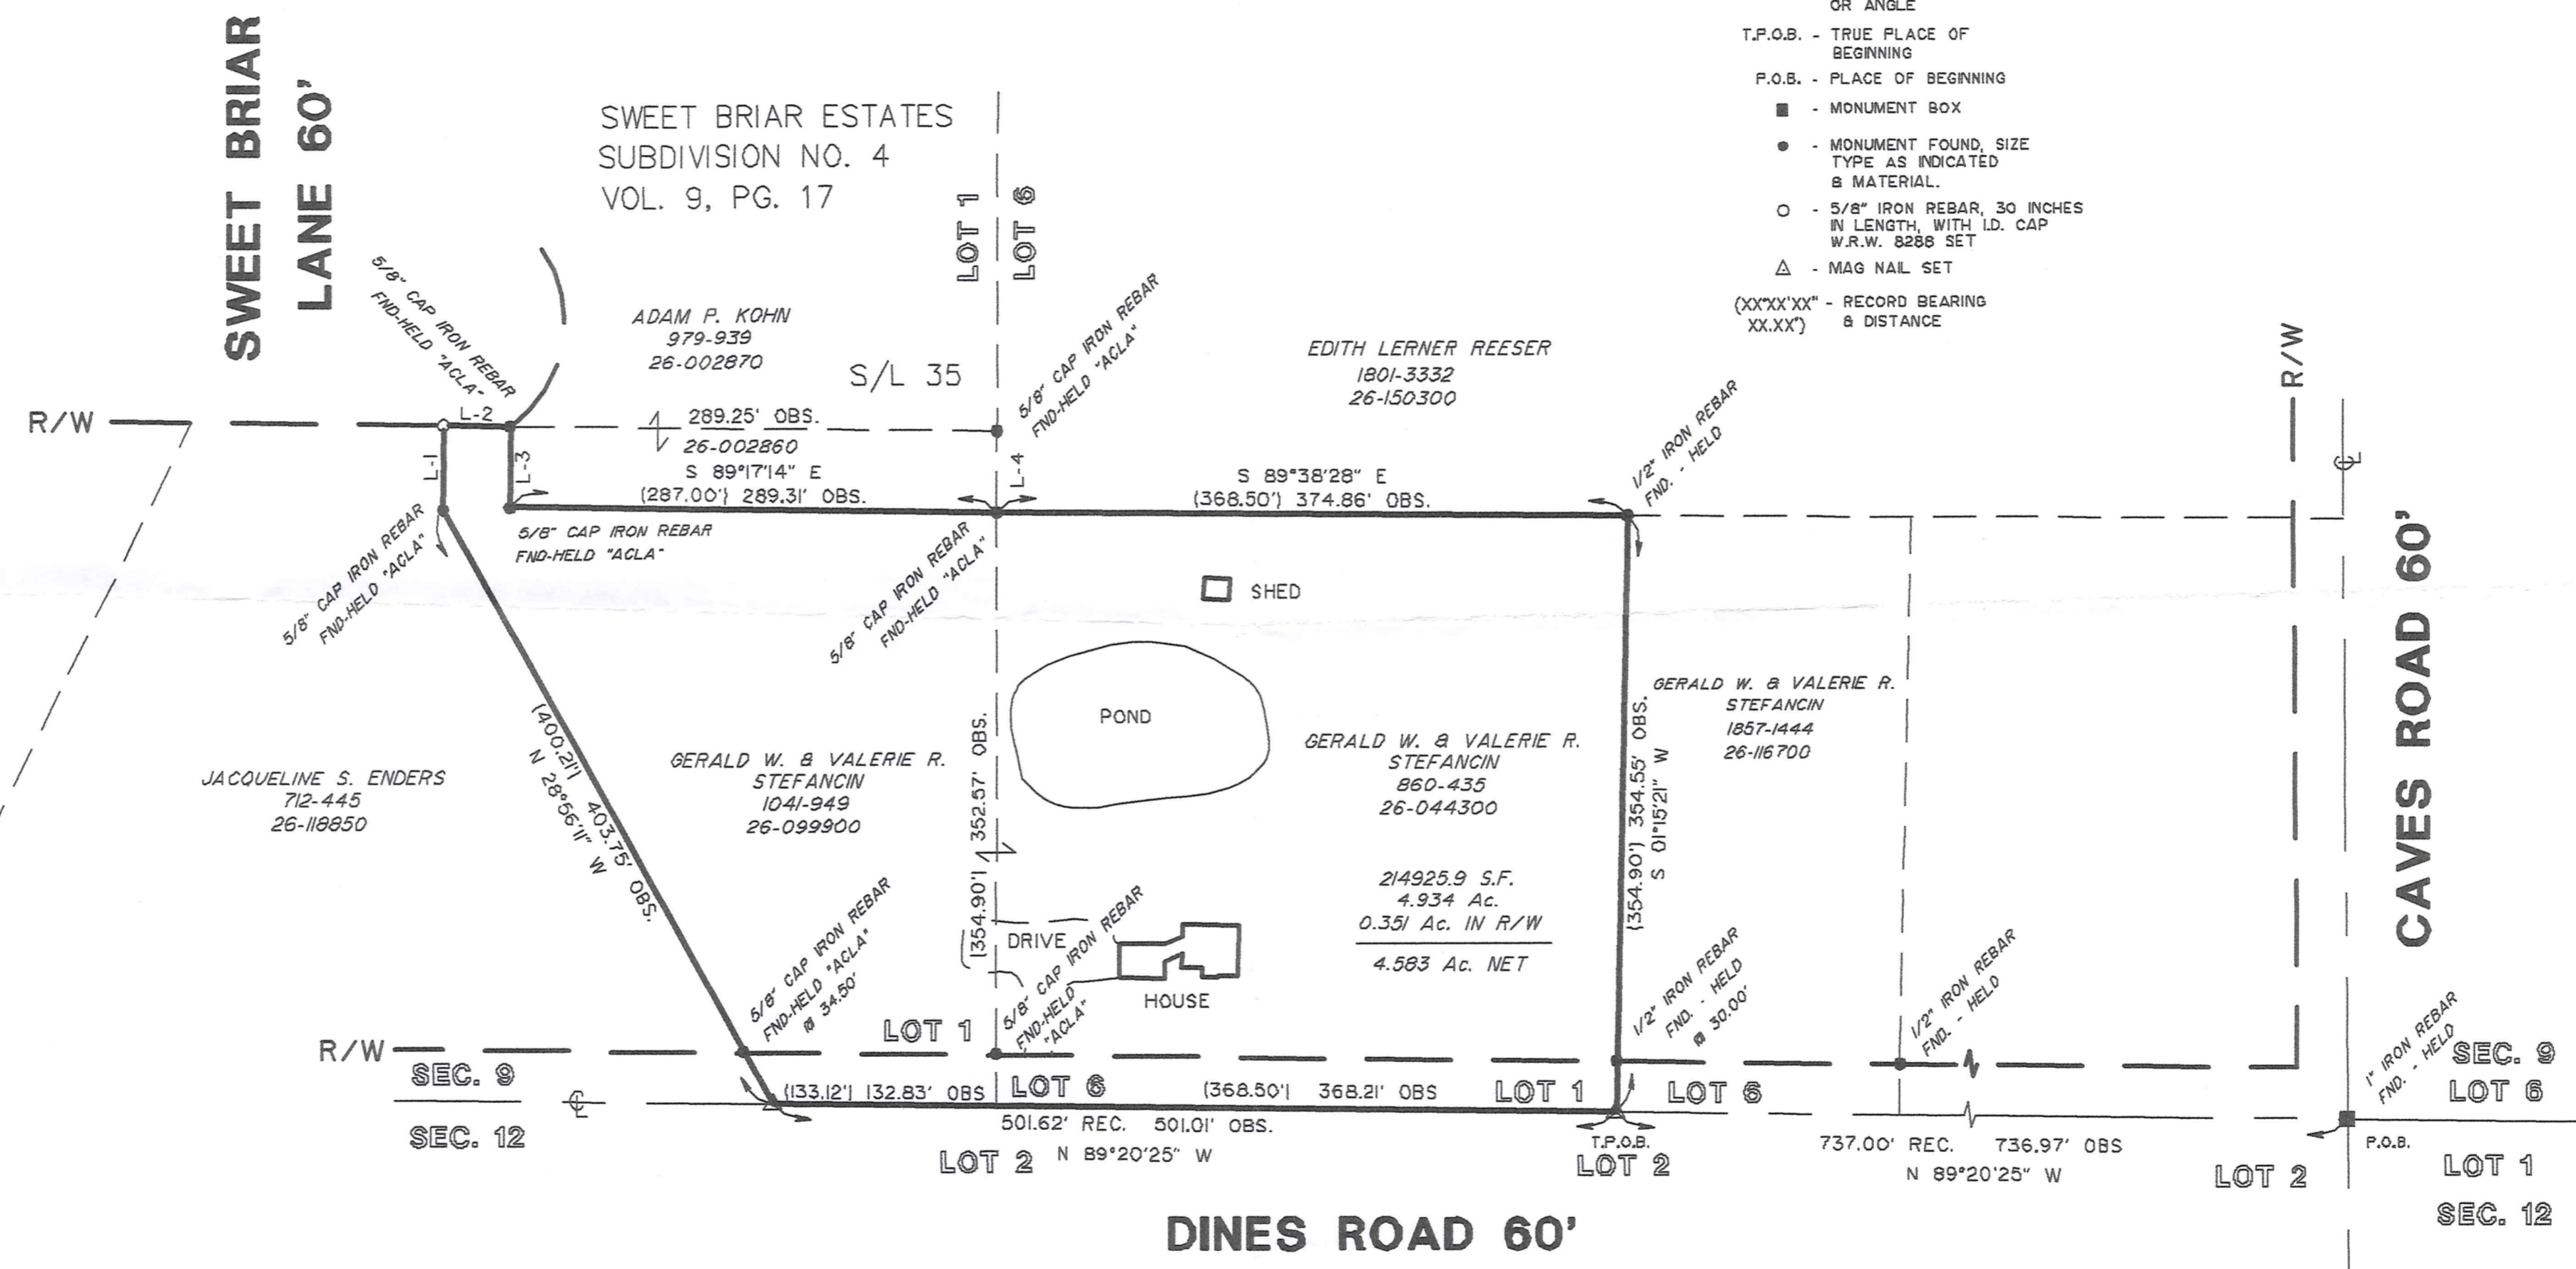 OR ANGLE
T.P.O.B. - TRUE PLACE OF
BEGINNING
P.O.B. - PLACE OF BEGINNING
■ - MONUMENT BOX
● - MONUMENT FOUND, SIZE
TYPE AS INDICATED
& MATERIAL.
○ - 5/8" IRON REBAR, 30 INCHES
IN LENGTH, WITH I.D. CAP
W.R.W. 8288 SET
△ - MAG NAIL SET
(XX°XX'XX" - RECORD BEARING
XX.XX') & DISTANCE
SWEET BRIAR
LANE 60'
SWEET BRIAR ESTATES
SUBDIVISION NO. 4
VOL. 9, PG. 17
LOT 1
LOT 6
5/8" CAP IRON REBAR
FND-HELD "ACLA"
ADAM P. KOHN
979-939
26-002870
S/L 35
5/8" CAP IRON REBAR
FND-HELD "ACLA"
EDITH LERNER REESER
1801-3332
26-150300
1/2" IRON REBAR
FND. - HELD
R/W
R/W
L-2
289.25' OBS.
26-002860
L-1
L-3
L-4
S 89°17'14" E
(287.00') 289.31' OBS.
S 89°38'28" E
(368.50') 374.86' OBS.
℄
5/8" CAP IRON REBAR
FND-HELD "ACLA"
5/8" CAP IRON REBAR
FND-HELD "ACLA"
5/8" CAP IRON REBAR
FND-HELD "ACLA"
SHED
POND
CAVES ROAD 60'
JACQUELINE S. ENDERS
712-445
26-118850
(400.21') 403.75' OBS.
N 28°56'11" W
GERALD W. & VALERIE R.
STEFANCIN
1041-949
26-099900
(354.90') 352.57' OBS.
GERALD W. & VALERIE R.
STEFANCIN
860-435
26-044300
214925.9 S.F.
4.934 Ac.
0.351 Ac. IN R/W
4.583 Ac. NET
(354.90') 354.55' OBS.
S 01°15'21" W
GERALD W. & VALERIE R.
STEFANCIN
1857-1444
26-116700
5/8" CAP IRON REBAR
FND-HELD "ACLA"
@ 34.50'
DRIVE
HOUSE
5/8" CAP IRON REBAR
FND-HELD
"ACLA"
1/2" IRON REBAR
FND. - HELD
@ 30.00'
1/2" IRON REBAR
FND. - HELD
1" IRON REBAR
FND. - HELD
R/W
LOT 1
SEC. 9
SEC. 9
LOT 6
(133.12') 132.83' OBS
LOT 6
(368.50') 368.21' OBS
LOT 1
LOT 6
℄
SEC. 12
501.62' REC. 501.01' OBS.
N 89°20'25" W
LOT 2
T.P.O.B.
LOT 2
737.00' REC. 736.97' OBS
N 89°20'25" W
LOT 2
P.O.B.
LOT 1
SEC. 12
DINES ROAD 60'